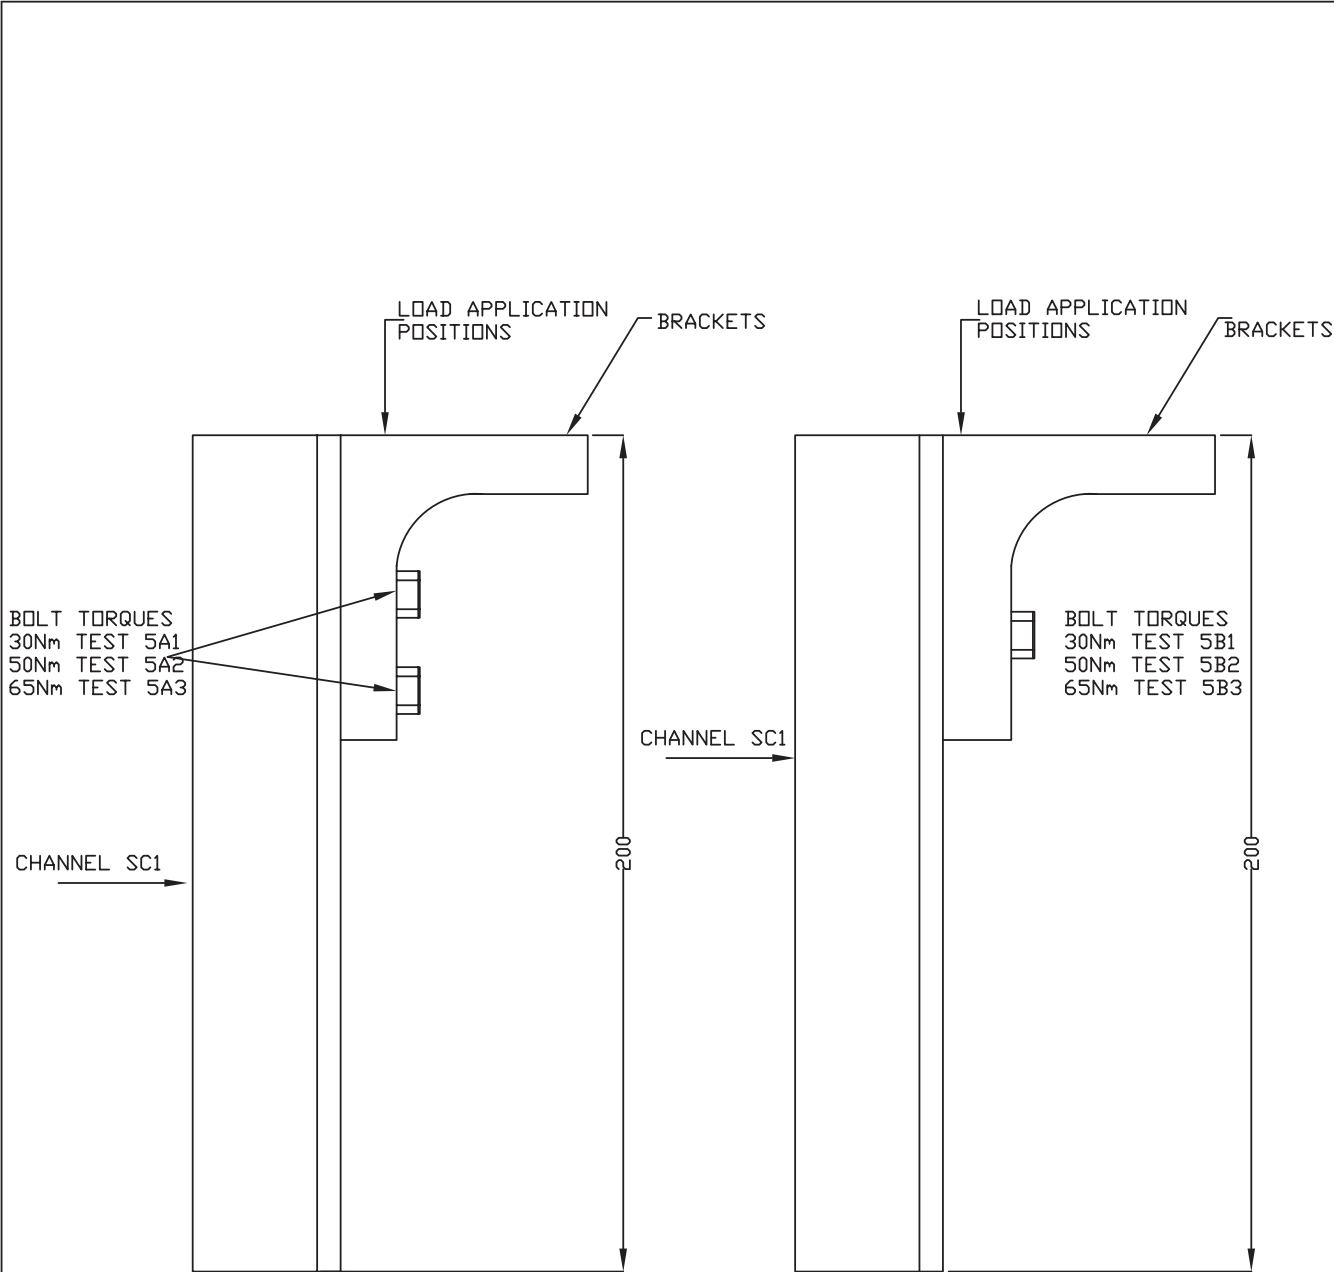 LOAD APPLICATION
POSITIONS
BRACKETS
LOAD APPLICATION
POSITIONS
BRACKETS
BOLT TORQUES
30Nm TEST 5A1
50Nm TEST 5A2
65Nm TEST 5A3
BOLT TORQUES
30Nm TEST 5B1
50Nm TEST 5B2
65Nm TEST 5B3
CHANNEL SC1
CHANNEL SC1
200
200